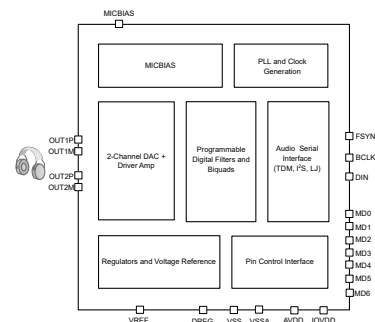 MICBIAS
MICBIAS
PLL and Clock
Generation
OUT1P
OUT1M
OUT2P
OUT2M
2-Channel DAC +
Driver Amp
Programmable
Digital Filters and
Biquads
Audio Serial
Interface
(TDM, I²S, LJ)
FSYN
BCLK
DIN
MD0
MD1
MD2
MD3
MD4
MD5
MD6
Regulators and Voltage Reference
Pin Control Interface
VREF
DREG
VSS
VSSA
AVDD
IOVDD